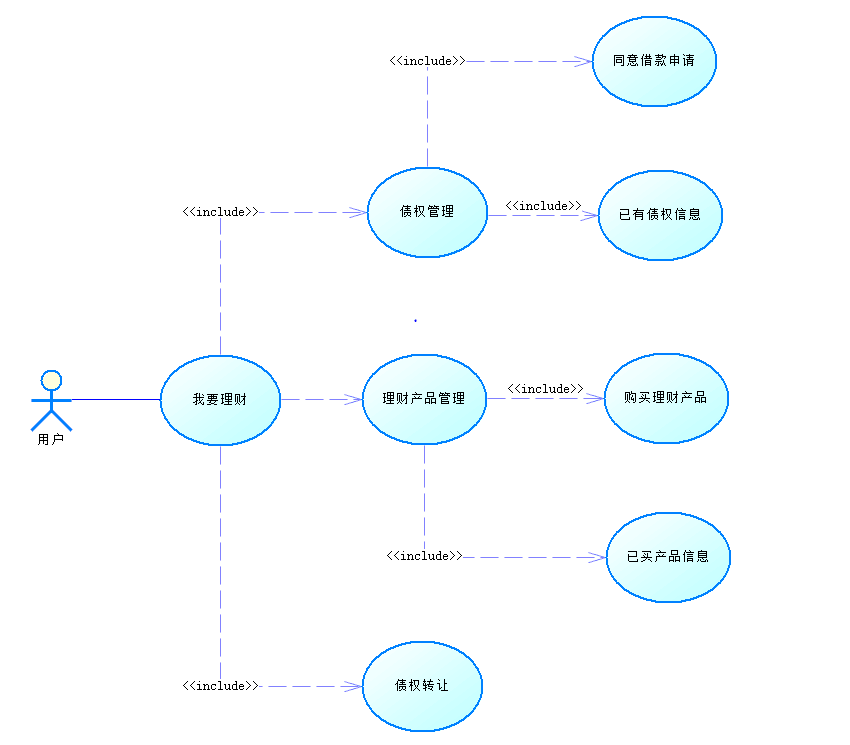 <<include>>
同意借款申请
<<include>>
债权管理
<<include>>
已有债权信息
用户
我要理财
理财产品管理
<<include>>
购买理财产品
<<include>>
已买产品信息
<<include>>
债权转让